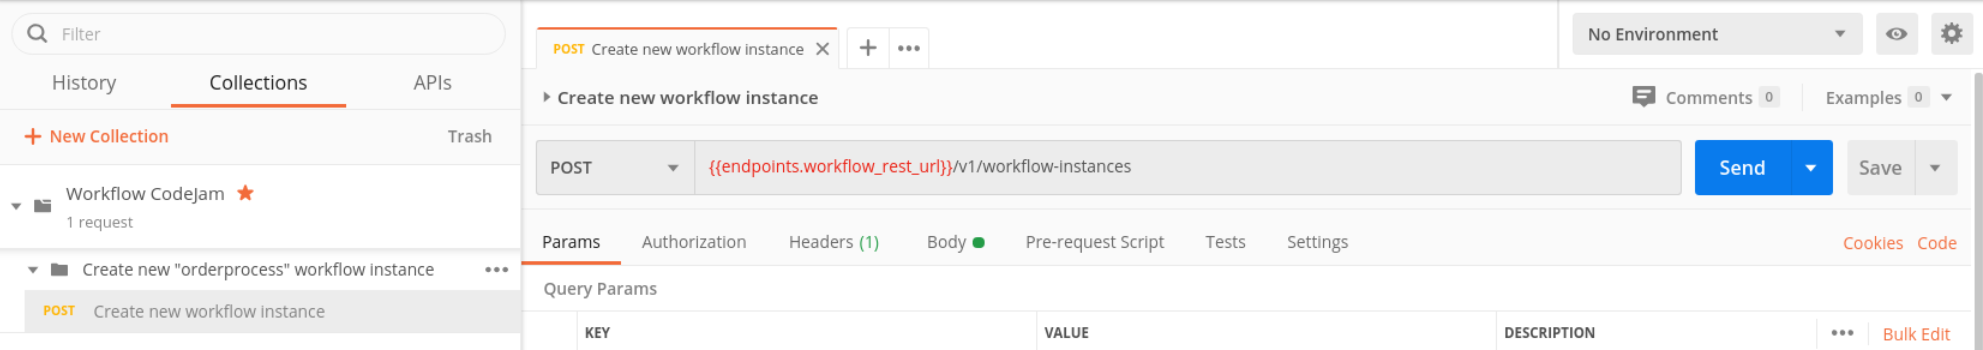 Filter
History Collections APIs
+ New Collection Trash
Workflow CodeJam
1 request
Create new "orderprocess" workflow instance
POST Create new workflow instance
POST Create new workflow instance
No Environment
Create new workflow instance
Comments 0 Examples 0
POST {{endpoints.workflow_rest_url}}/v1/workflow-instances Send Save
Params Authorization Headers (1) Body Pre-request Script Tests Settings Cookies Code
Query Params
KEY VALUE DESCRIPTION Bulk Edit